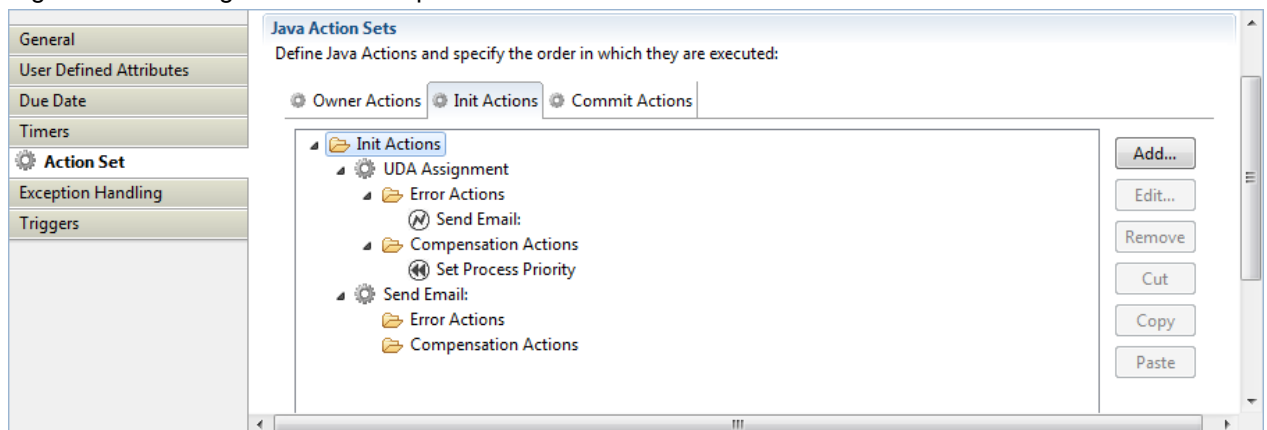 Java Action Sets
General
Define Java Actions and specify the order in which they are executed:
User Defined Attributes
Due Date
Owner Actions Init Actions Commit Actions
Timers
Init Actions
Add...
Action Set
UDA Assignment
Exception Handling
Error Actions
Edit...
Triggers
Send Email:
Remove
Compensation Actions
Set Process Priority
Cut
Send Email:
Error Actions
Copy
Compensation Actions
Paste